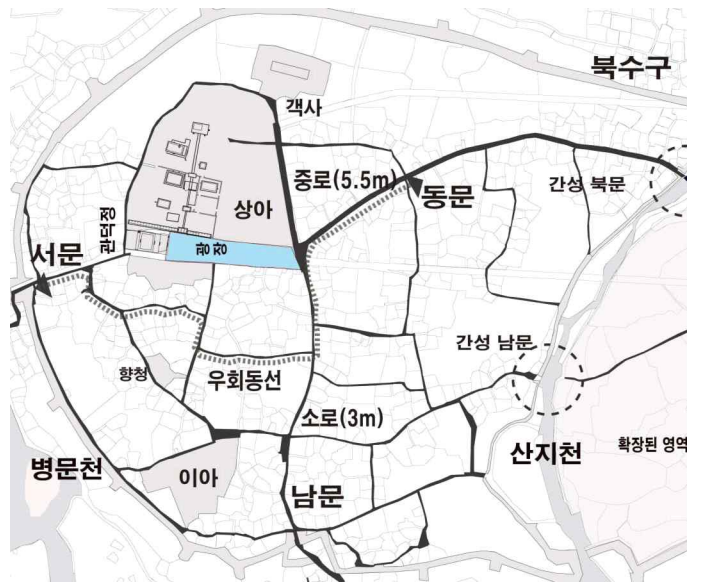 북수구
객사
중로(5.5m)
동문
간성 북문
상아
관덕정
광장
서문
간성 남문
향청
우회동선
소로(3m)
산지천
확장된 영역
병문천
이아
남문